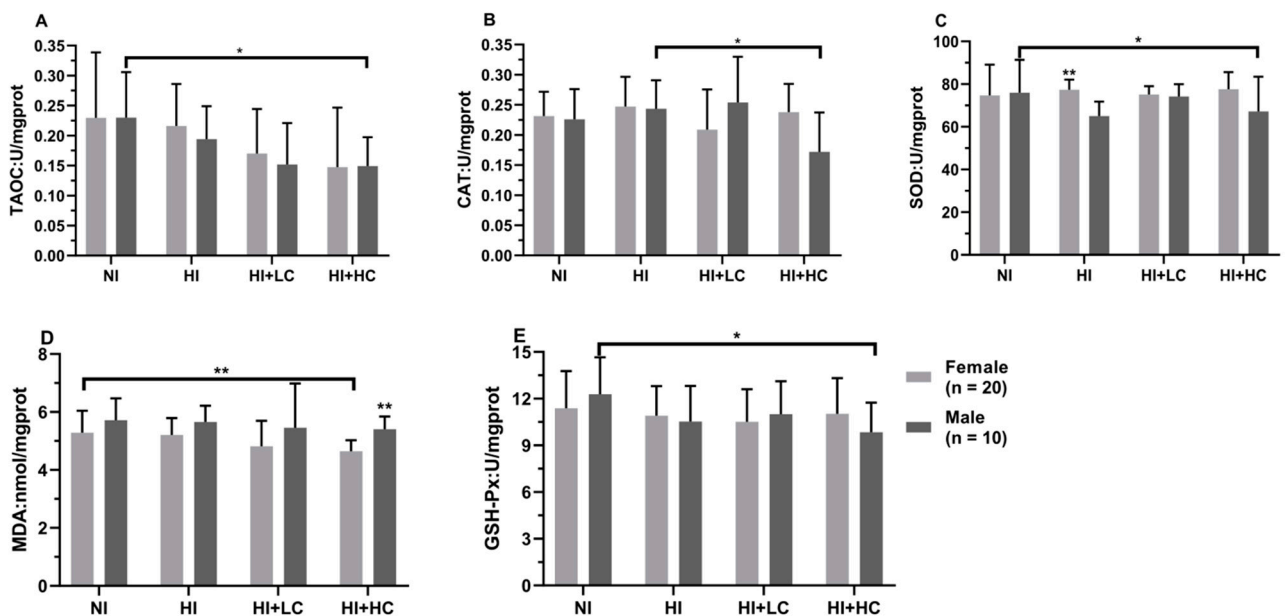 A
TAOC:U/mgprot
0.35
0.30
0.25
0.20
0.15
0.10
0.05
0.00
*
NI HI HI+LC HI+HC
B
CAT:U/mgprot
0.35
0.30
0.25
0.20
0.15
0.10
0.05
0.00
*
NI HI HI+LC HI+HC
C
SOD:U/mgprot
100
80
60
40
20
0
*
**
NI HI HI+LC HI+HC
D
MDA:nmol/mgprot
8
6
4
2
0
**
**
NI HI HI+LC HI+HC
E
GSH-Px:U/mgprot
15
12
9
6
3
0
*
NI HI HI+LC HI+HC
Female
(n = 20)
Male
(n = 10)